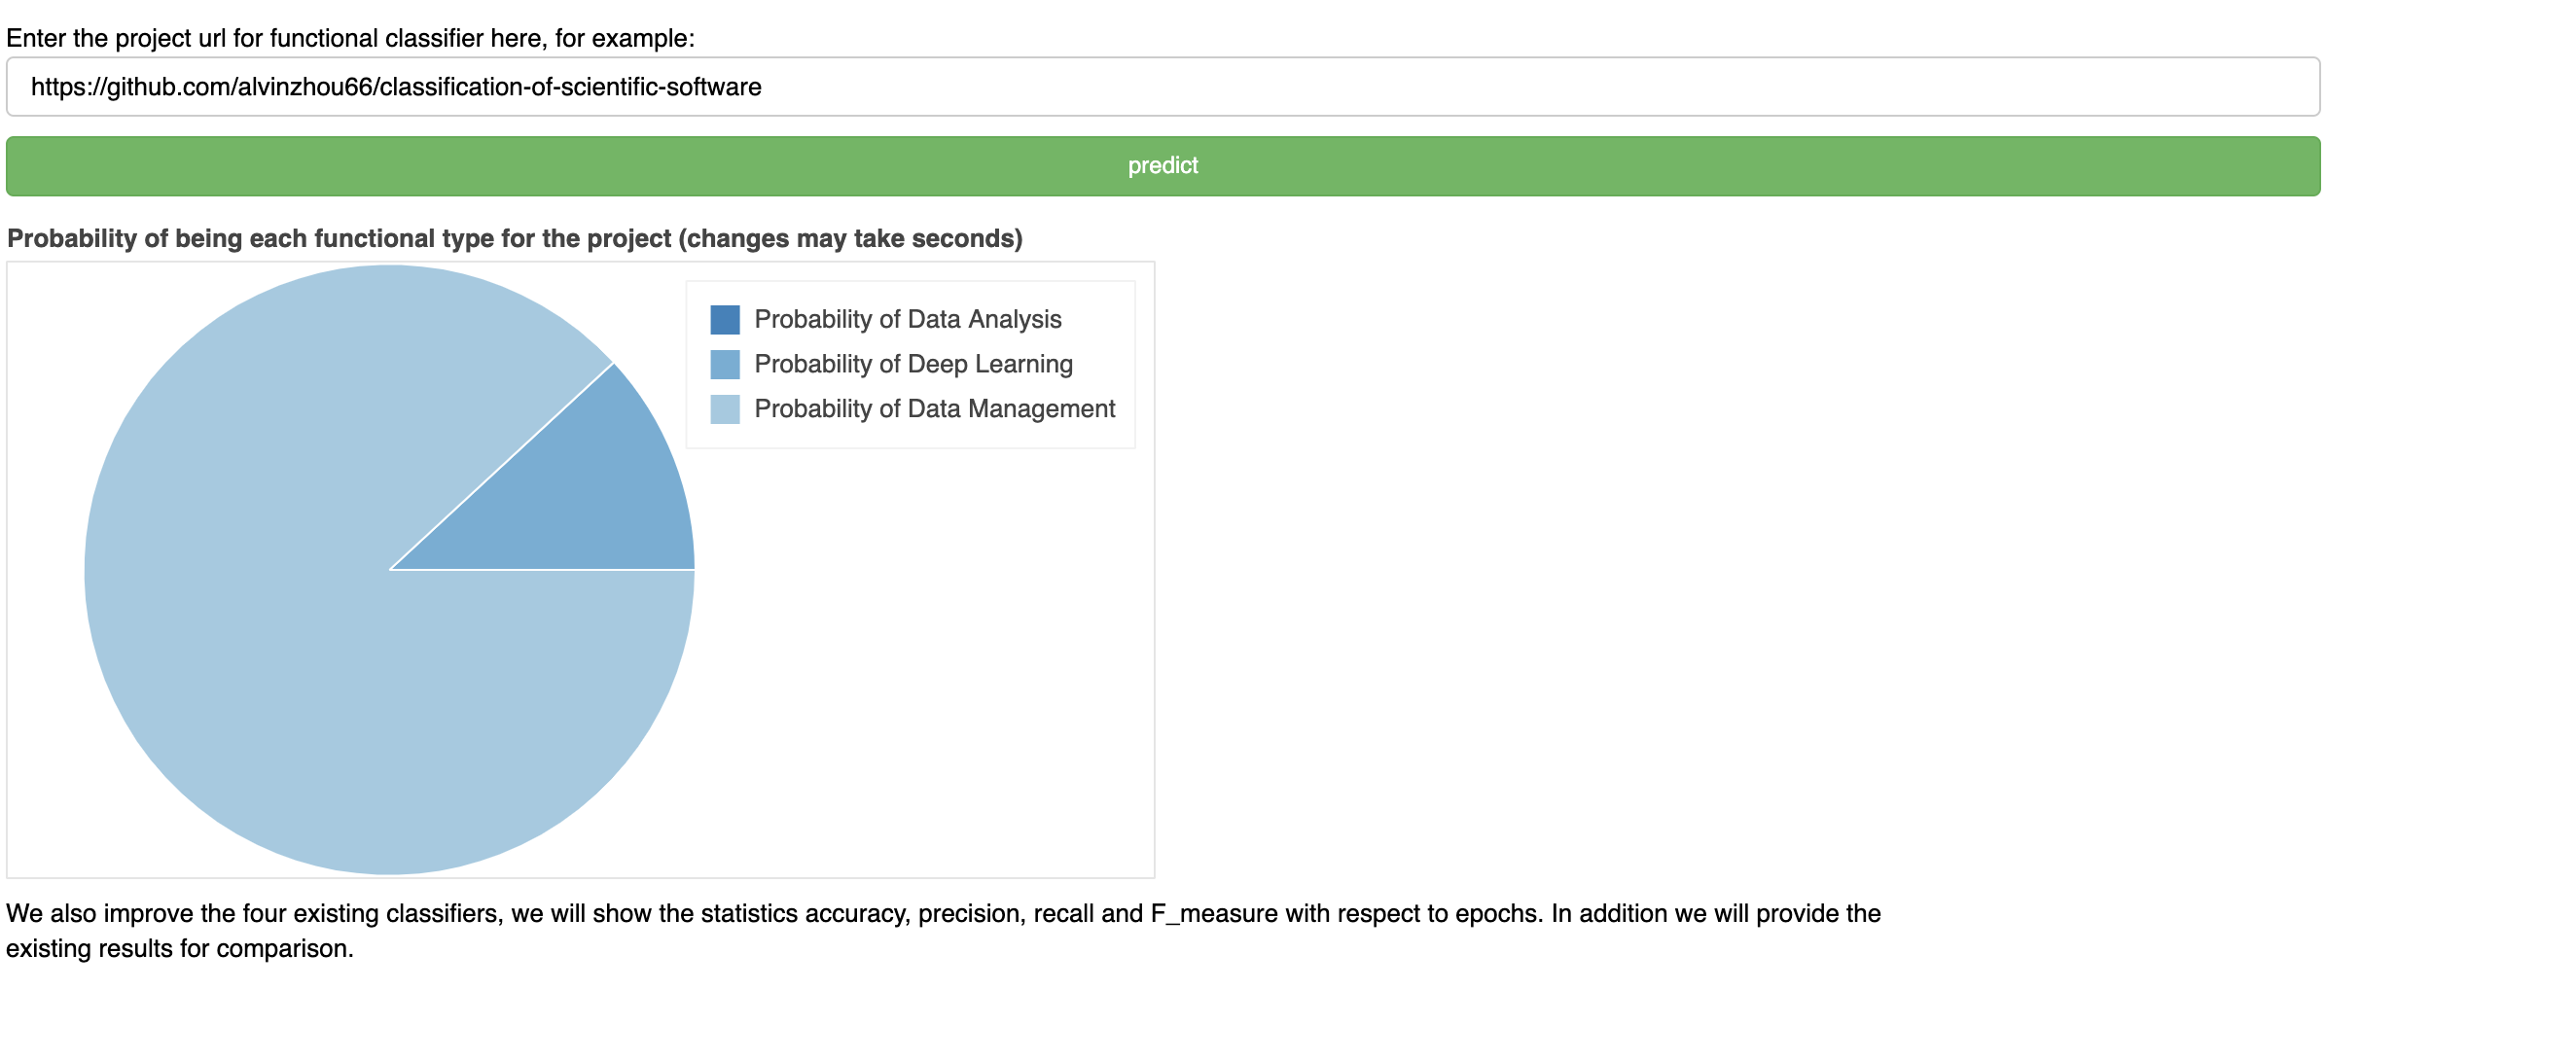 Enter the project url for functional classifier here, for example:
https://github.com/alvinzhou66/classification-of-scientific-software
predict
Probability of being each functional type for the project (changes may take seconds)
Probability of Data Analysis
Probability of Deep Learning
Probability of Data Management
We also improve the four existing classifiers, we will show the statistics accuracy, precision, recall and F_measure with respect to epochs. In addition we will provide the
existing results for comparison.